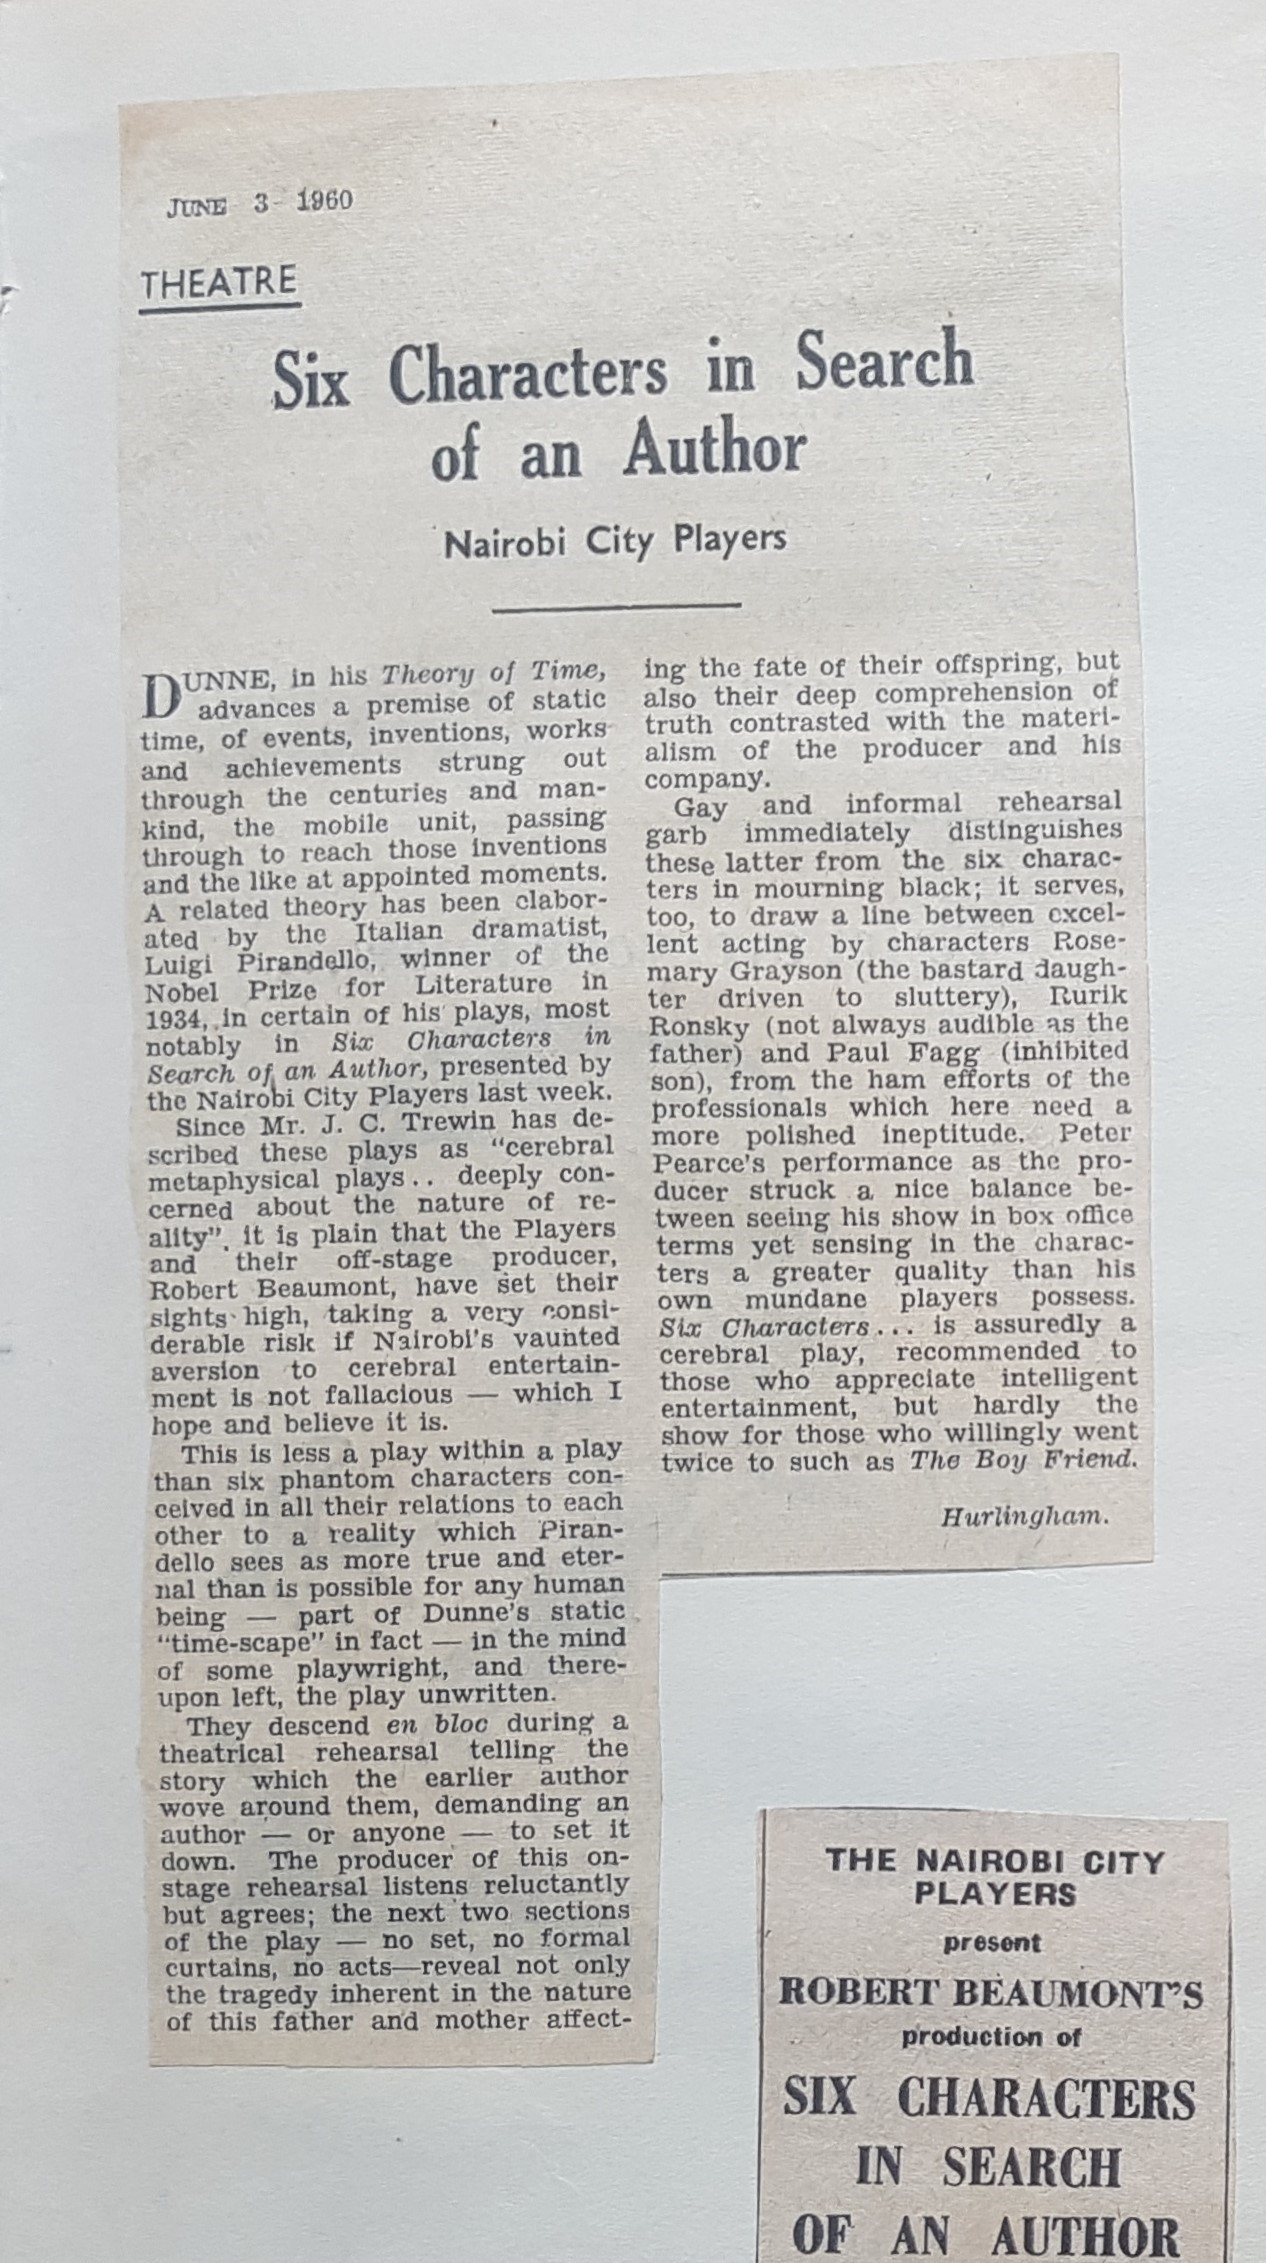 JUNE 3 1960
THEATRE
Six Characters in Search
of an Author
Nairobi City Players
DUNNE, in his Theory of Time,
advances a premise of static
time, of events, inventions, works
and achievements strung out
through the centuries and man-
kind, the mobile unit, passing
through to reach those inventions
and the like at appointed moments.
A related theory has been elabor-
ated by the Italian dramatist,
Luigi Pirandello, winner of the
Nobel Prize for Literature in
1934, in certain of his plays, most
notably in Six Characters in
Search of an Author, presented by
the Nairobi City Players last week.
Since Mr. J. C. Trewin has de-
scribed these plays as "cerebral
metaphysical plays.. deeply con-
cerned about the nature of re-
ality", it is plain that the Players
and their off-stage producer,
Robert Beaumont, have set their
sights high, taking a very consi-
derable risk if Nairobi's vaunted
aversion to cerebral entertain-
ment is not fallacious — which I
hope and believe it is.
This is less a play within a play
than six phantom characters con-
ceived in all their relations to each
other to a reality which Piran-
dello sees as more true and eter-
nal than is possible for any human
being — part of Dunne's static
"time-scape" in fact — in the mind
of some playwright, and there-
upon left, the play unwritten.
They descend en bloc during a
theatrical rehearsal telling the
story which the earlier author
wove around them, demanding an
author — or anyone — to set it
down. The producer of this on-
stage rehearsal listens reluctantly
but agrees; the next two sections
of the play — no set, no formal
curtains, no acts—reveal not only
the tragedy inherent in the nature
of this father and mother affect-
ing the fate of their offspring, but
also their deep comprehension of
truth contrasted with the materi-
alism of the producer and his
company.
Gay and informal rehearsal
garb immediately distinguishes
these latter from the six charac-
ters in mourning black; it serves,
too, to draw a line between excel-
lent acting by characters Rose-
mary Grayson (the bastard daugh-
ter driven to sluttery), Rurik
Ronsky (not always audible as the
father) and Paul Fagg (inhibited
son), from the ham efforts of the
professionals which here need a
more polished ineptitude. Peter
Pearce's performance as the pro-
ducer struck a nice balance be-
tween seeing his show in box office
terms yet sensing in the charac-
ters a greater quality than his
own mundane players possess.
Six Characters... is assuredly a
cerebral play, recommended to
those who appreciate intelligent
entertainment, but hardly the
show for those who willingly went
twice to such as The Boy Friend.
Hurlingham.
THE NAIROBI CITY
PLAYERS
present
ROBERT BEAUMONT'S
production of
SIX CHARACTERS
IN SEARCH
OF AN AUTHOR